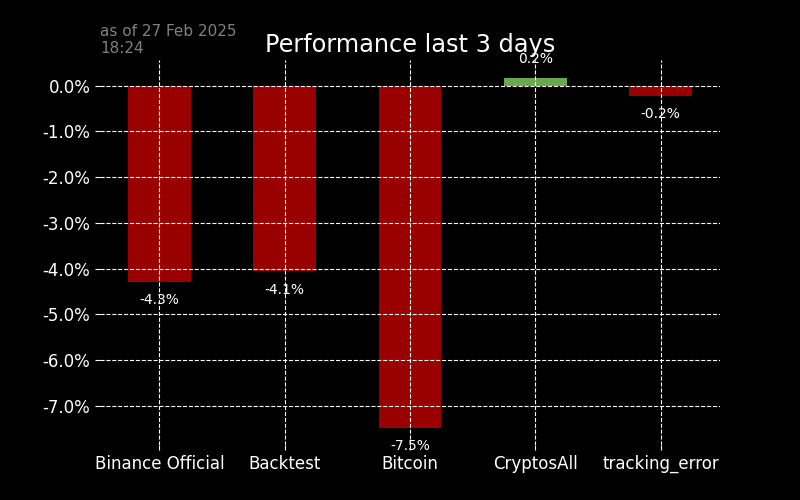 as of 27 Feb 2025
18:24
Performance last 3 days
0.2%
0.0%
-0.2%
-1.0%
-2.0%
-3.0%
-4.0%
-4.3%
-4.1%
-5.0%
-6.0%
-7.0%
-7.5%
Binance Official
Backtest
Bitcoin
CryptosAll
tracking_error